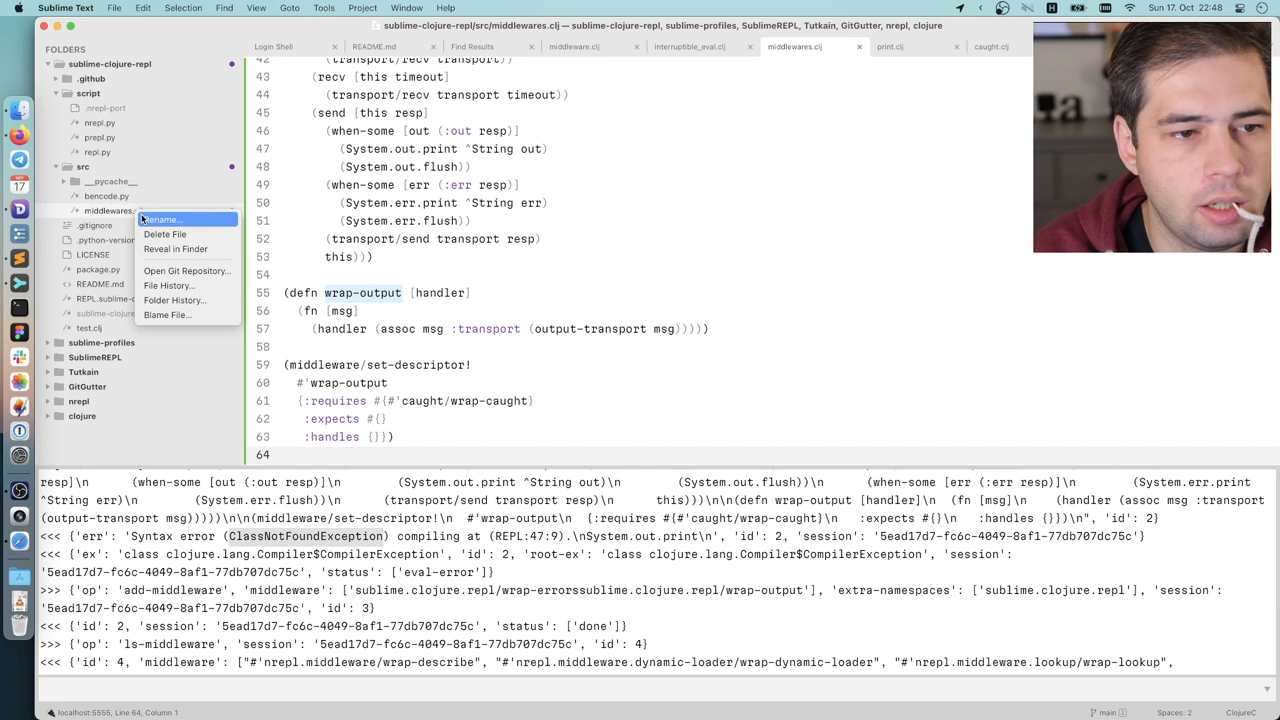 Sublime Text File Edit Selection Find View Goto Tools Project Window Help Sun 17. Oct 22:48
sublime-clojure-repl/src/middlewares.clj — sublime-clojure-repl, sublime-profiles, SublimeREPL, Tutkain, GitGutter, nrepl, clojure
FOLDERS
sublime-clojure-repl
.github
script
.nrepl-port
nrepl.py
prepl.py
repl.py
src
__pycache__
bencode.py
middlewares.
.gitignore
.python-version
LICENSE
package.py
README.md
REPL.sublime-
sublime-clojure
test.clj
sublime-profiles
SublimeREPL
Tutkain
GitGutter
nrepl
clojure
Rename...
Delete File
Reveal in Finder
Open Git Repository...
File History...
Folder History...
Blame File...
Login Shell README.md Find Results middleware.clj interruptible_eval.clj middlewares.clj print.clj caught.clj
42 (transport/recv transport))
43 (recv [this timeout]
44 (transport/recv transport timeout))
45 (send [this resp]
46 (when-some [out (:out resp)]
47 (System.out.print ^String out)
48 (System.out.flush))
49 (when-some [err (:err resp)]
50 (System.err.print ^String err)
51 (System.err.flush))
52 (transport/send transport resp)
53 this)))
54
55 (defn wrap-output [handler]
56 (fn [msg]
57 (handler (assoc msg :transport (output-transport msg)))))
58
59 (middleware/set-descriptor!
60 #'wrap-output
61 {:requires #{#'caught/wrap-caught}
62 :expects #{}
63 :handles {}})
64
resp]\n (when-some [out (:out resp)]\n (System.out.print ^String out)\n (System.out.flush))\n (when-some [err (:err resp)]\n (System.err.print
^String err)\n (System.err.flush))\n (transport/send transport resp)\n this)))\n\n(defn wrap-output [handler]\n (fn [msg]\n (handler (assoc msg :transport
(output-transport msg)))))\n\n(middleware/set-descriptor!\n #'wrap-output\n {:requires #{#'caught/wrap-caught}\n :expects #{}\n :handles {}})\n", 'id': 2}
<<< {'err': 'Syntax error (ClassNotFoundException) compiling at (REPL:47:9).\nSystem.out.print\n', 'id': 2, 'session': '5ead17d7-fc6c-4049-8af1-77db707dc75c'}
<<< {'ex': 'class clojure.lang.Compiler$CompilerException', 'id': 2, 'root-ex': 'class clojure.lang.Compiler$CompilerException', 'session':
'5ead17d7-fc6c-4049-8af1-77db707dc75c', 'status': ['eval-error']}
>>> {'op': 'add-middleware', 'middleware': ['sublime.clojure.repl/wrap-errorssublime.clojure.repl/wrap-output'], 'extra-namespaces': ['sublime.clojure.repl'], 'session':
'5ead17d7-fc6c-4049-8af1-77db707dc75c', 'id': 3}
<<< {'id': 2, 'session': '5ead17d7-fc6c-4049-8af1-77db707dc75c', 'status': ['done']}
>>> {'op': 'ls-middleware', 'session': '5ead17d7-fc6c-4049-8af1-77db707dc75c', 'id': 4}
<<< {'id': 4, 'middleware': ["#'nrepl.middleware/wrap-describe", "#'nrepl.middleware.dynamic-loader/wrap-dynamic-loader", "#'nrepl.middleware.lookup/wrap-lookup",
localhost:5555, Line 64, Column 1 main 2 Spaces: 2 ClojureC